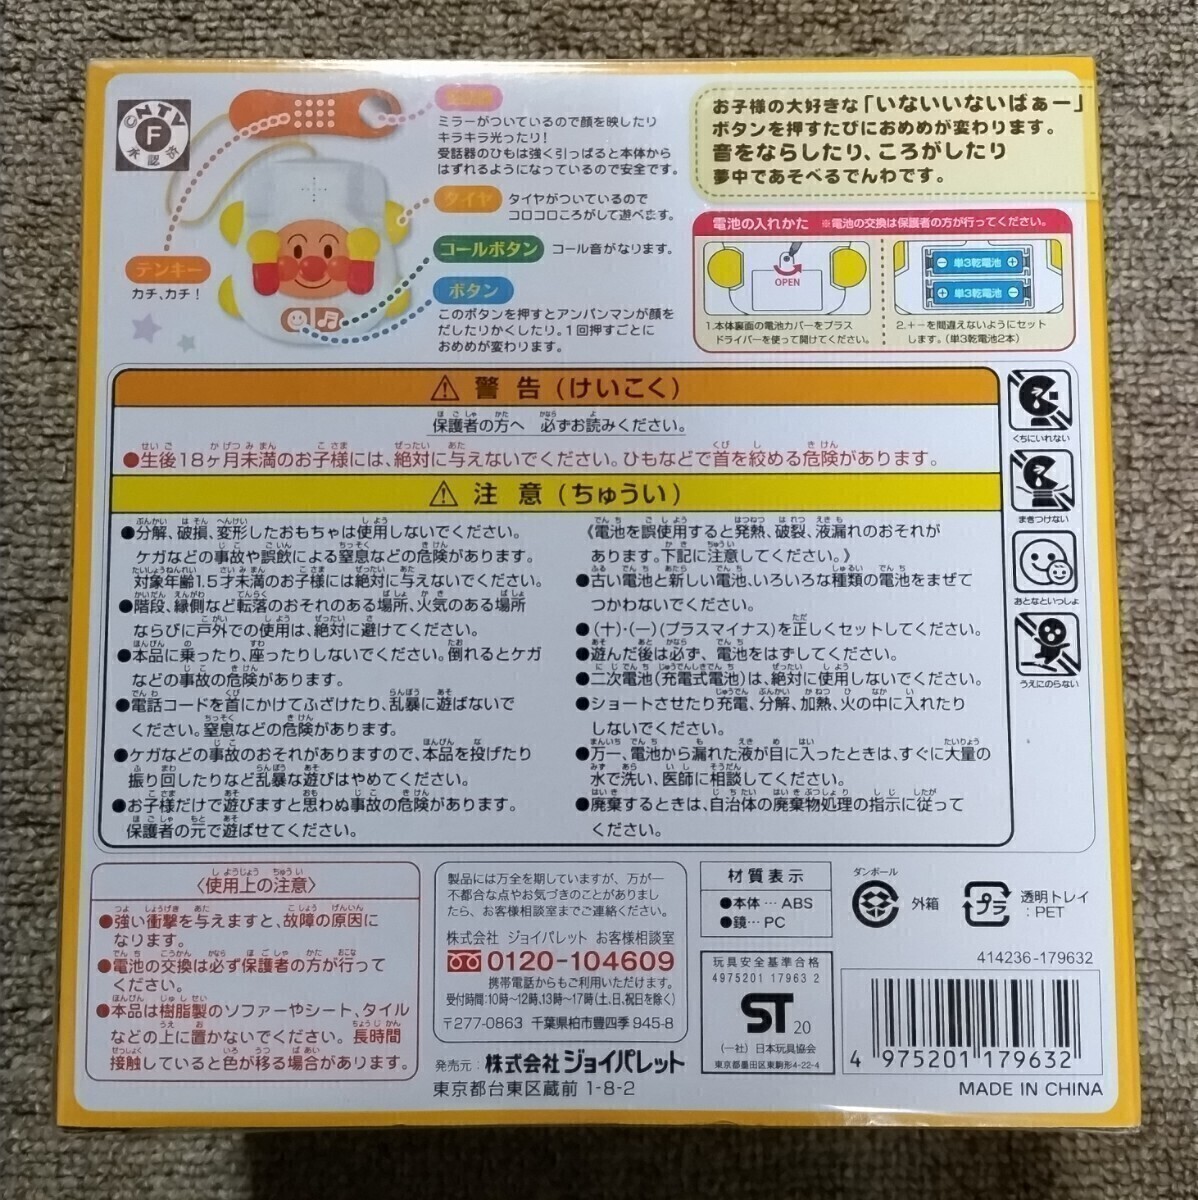 ©NTV
F
承認済
ミラーがついているので顔を映したり
キラキラ光ったり！
受話器のひもは強く引っぱると本体から
はずれるようになっているので安全です。
タイヤ
タイヤがついているので
コロコロころがして遊べます。
コールボタン
コール音がなります。
テンキー
カチ、カチ！
ボタン
このボタンを押すとアンパンマンが顔を
だしたりかくしたり。1回押すごとに
おめめが変わります。
お子様の大好きな「いないいないばぁー」
ボタンを押すたびにおめめが変わります。
音をならしたり、ころがしたり
夢中であそべるでんわです。
電池の入れかた ※電池の交換は保護者の方が行ってください。
OPEN
単3乾電池
単3乾電池
1.本体裏面の電池カバーをプラス
ドライバーを使って開けてください。
2.＋－を間違えないようにセット
します。(単3乾電池2本)
警告(けいこく)
保護者の方へ 必ずお読みください。
●生後18ヶ月未満のお子様には、絶対に与えないでください。ひもなどで首を絞める危険があります。
注意(ちゅうい)
●分解、破損、変形したおもちゃは使用しないでください。
ケガなどの事故や誤飲による窒息などの危険があります。
対象年齢1.5才未満のお子様には絶対に与えないでください。
●階段、縁側など転落のおそれのある場所、火気のある場所
ならびに戸外での使用は、絶対に避けてください。
●本品に乗ったり、座ったりしないでください。倒れるとケガ
などの事故の危険があります。
●電話コードを首にかけてふざけたり、乱暴に遊ばないで
ください。窒息などの危険があります。
●ケガなどの事故のおそれがありますので、本品を投げたり
振り回したりなど乱暴な遊びはやめてください。
●お子様だけで遊びますと思わぬ事故の危険があります。
保護者の元で遊ばせてください。
《電池を誤使用すると発熱、破裂、液漏れのおそれが
あります。下記に注意してください。》
●古い電池と新しい電池、いろいろな種類の電池をまぜて
つかわないでください。
●(＋)・(－)(プラスマイナス)を正しくセットしてください。
●遊んだ後は必ず、電池をはずしてください。
●二次電池(充電式電池)は、絶対に使用しないでください。
●ショートさせたり充電、分解、加熱、火の中に入れたり
しないでください。
●万一、電池から漏れた液が目に入ったときは、すぐに大量の
水で洗い、医師に相談してください。
●廃棄するときは、自治体の廃棄物処理の指示に従って
ください。
くちにいれない
まきつけない
おとなといっしょ
うえにのらない
〈使用上の注意〉
●強い衝撃を与えますと、故障の原因に
なります。
●電池の交換は必ず保護者の方が行って
ください。
●本品は樹脂製のソファーやシート、タイル
などの上に置かないでください。長時間
接触していると色が移る場合があります。
製品には万全を期していますが、万が一
不都合な点やお気づきのことがありまし
たら、お客様相談室までご連絡ください。
株式会社 ジョイパレット お客様相談室
0120-104609
携帯電話からもご利用いただけます。
受付時間:10時〜12時,13時〜17時(土、日、祝日を除く)
〒277-0863 千葉県柏市豊四季945-8
発売元：株式会社ジョイパレット
東京都台東区蔵前1-8-2
材質表示
●本体…ABS
●鏡…PC
玩具安全基準合格
4975201 17963 2
ST 20
(一社) 日本玩具協会
東京都墨田区東駒形4-22-4
ダンボール
外箱
プラ
透明トレイ
:PET
414236-179632
4 975201 179632
MADE IN CHINA